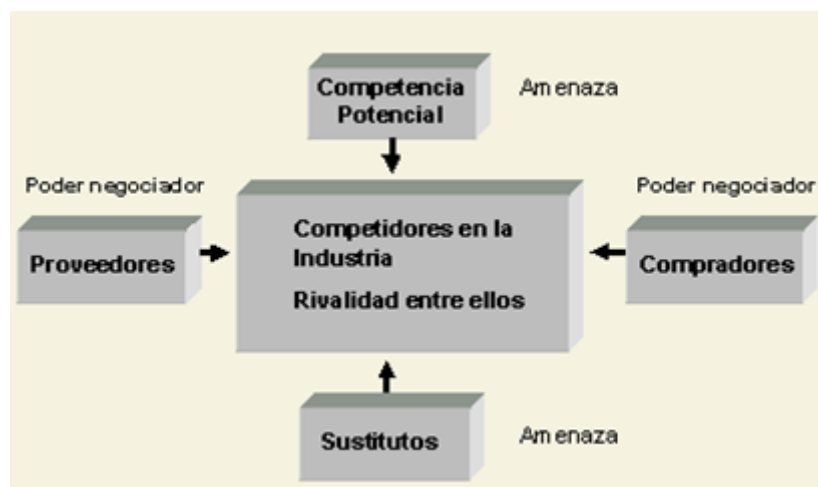 Competencia
Potencial
Amenaza
Poder negociador
Poder negociador
Proveedores
Competidores en la
Industria
Rivalidad entre ellos
Compradores
Sustitutos
Amenaza